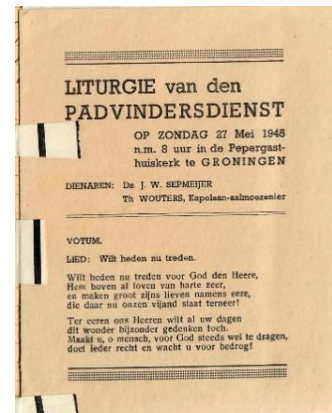 LITURGIE van den
PADVINDERSDIENST
OP ZONDAG 27 Mei 1945
n.m. 8 uur in de Pepergast-
huiskerk te GRONINGEN
DIENAREN: Ds. J. W. SEPMEIJER
Th WOUTERS, Kapelaan-aalmoezenier
VOTUM.
LIED: Wilt heden nu treden.
Wilt heden nu treden voor God den Heere,
Hem boven al loven van harte zeer,
en maken groot zijns lieven namens eere,
die daar nu onzen vijand slaat terneer!
Ter eeren ons Heeren wilt al uw dagen
dit wonder bijzonder gedenken toch.
Maakt u, o mensch, voor God steeds wel te dragen,
doet ieder recht en wacht u voor bedrog!